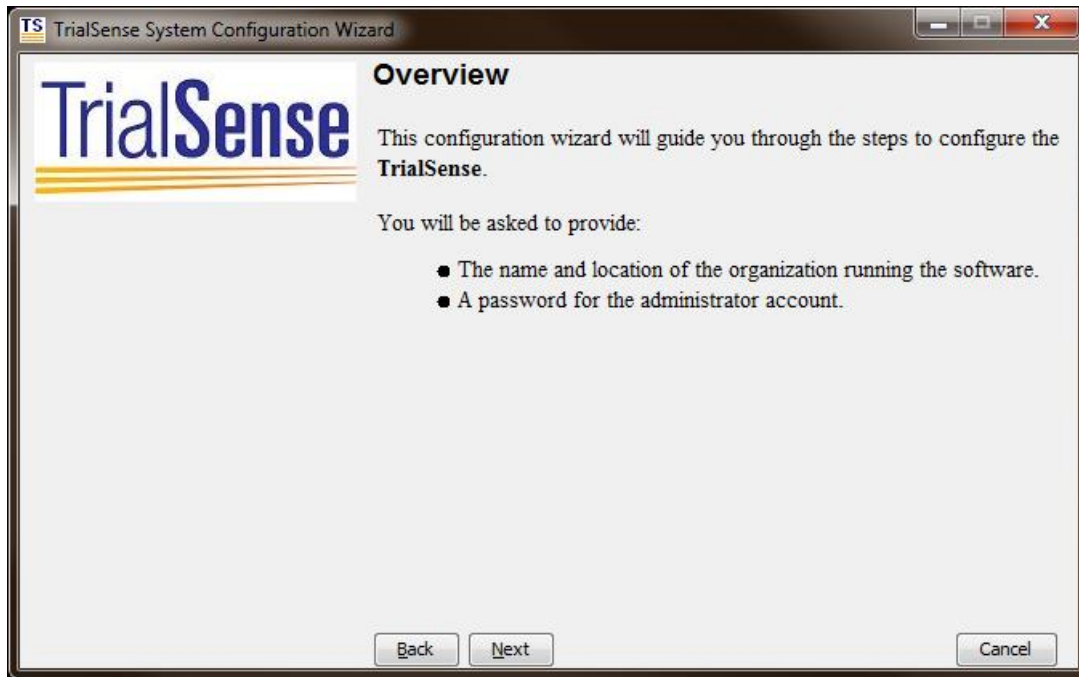 TS TrialSense System Configuration Wizard
TrialSense
Overview
This configuration wizard will guide you through the steps to configure the
TrialSense.
You will be asked to provide:
● The name and location of the organization running the software.
● A password for the administrator account.
Back Next Cancel